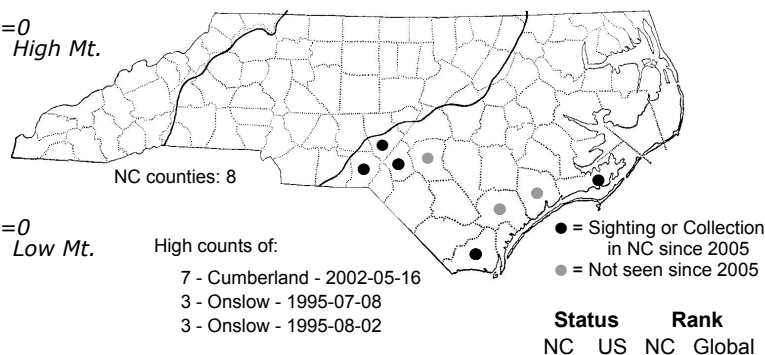 =0
High Mt.
NC counties: 8
=0
Low Mt.
High counts of:
7 - Cumberland - 2002-05-16
3 - Onslow - 1995-07-08
3 - Onslow - 1995-08-02
● = Sighting or Collection
in NC since 2005
● = Not seen since 2005
Status Rank
NC US NC Global